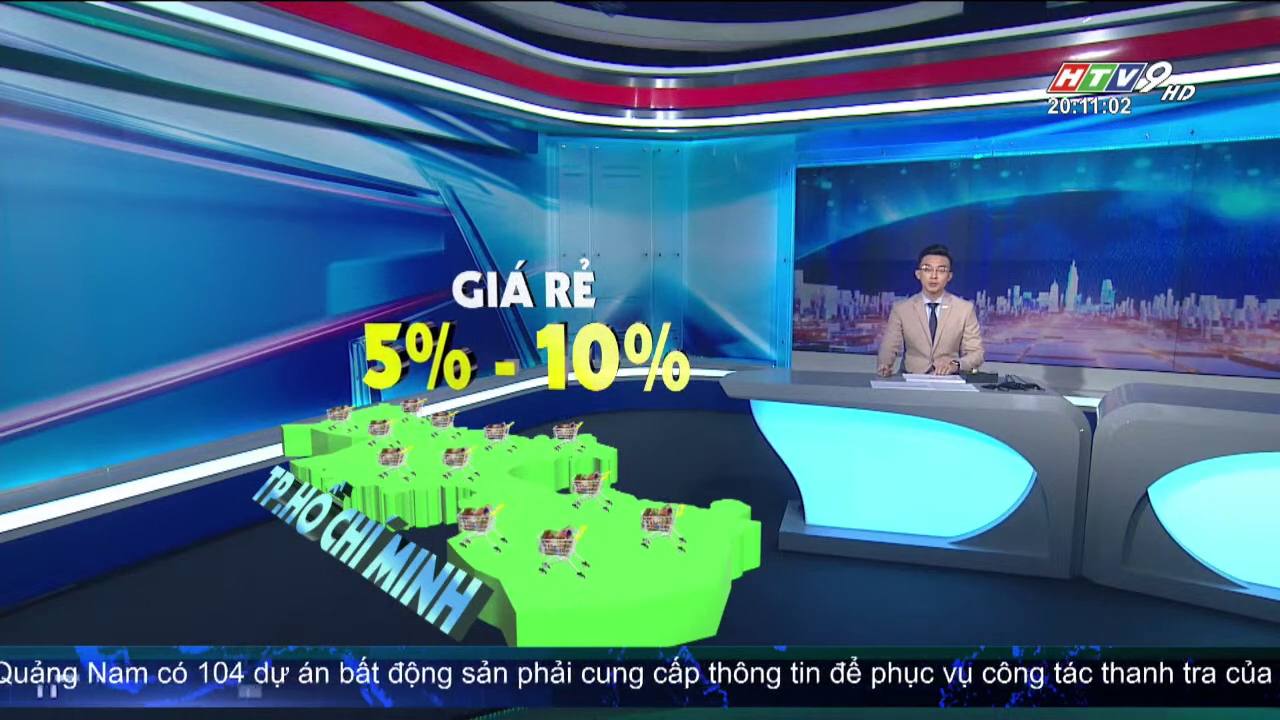 HTV9
HD
20:11:02
GIÁ RẺ
5% - 10%
TP.HỒ CHÍ MINH
Quảng Nam có 104 dự án bất động sản phải cung cấp thông tin để phục vụ công tác thanh tra của